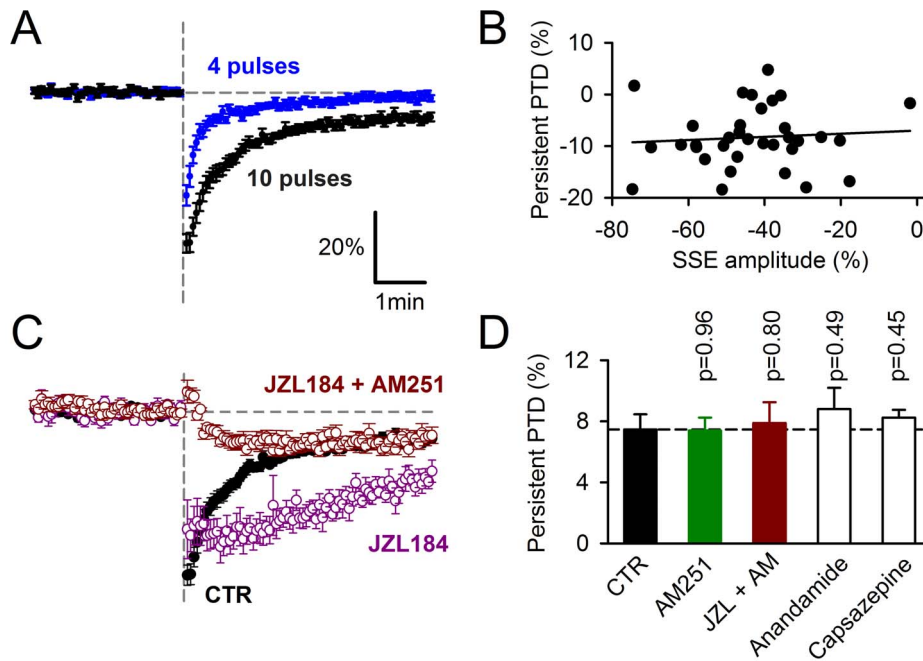 A
4 pulses
10 pulses
20%
1min
B
Persistent PTD (%)
10
0
-10
-20
-80
-60
-40
-20
0
SSE amplitude (%)
C
JZL184 + AM251
JZL184
CTR
D
Persistent PTD (%)
12
8
4
0
p=0.96
p=0.80
p=0.49
p=0.45
CTR
AM251
JZL + AM
Anandamide
Capsazepine